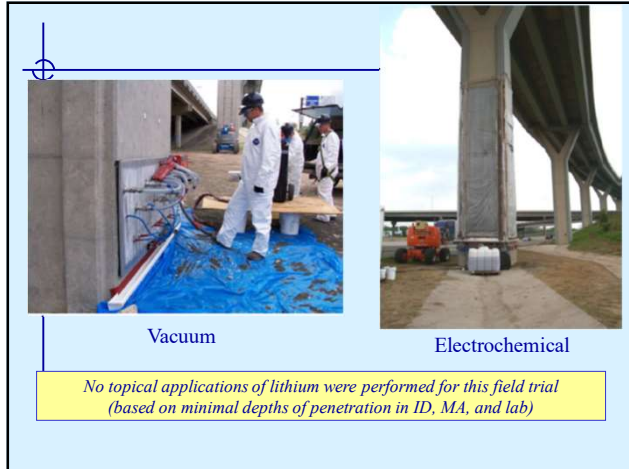 Vacuum
Electrochemical
No topical applications of lithium were performed for this field trial
(based on minimal depths of penetration in ID, MA, and lab)